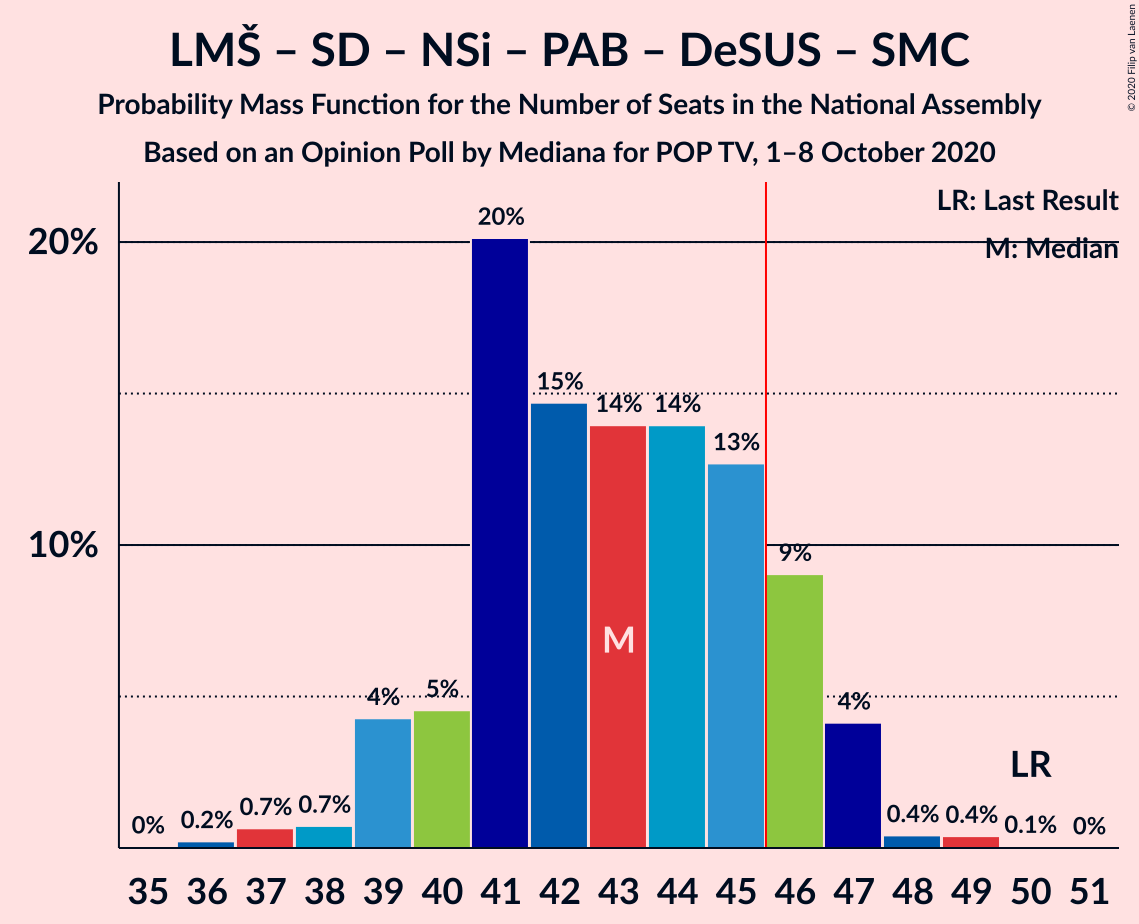 LMŠ – SD – NSi – PAB – DeSUS – SMC
Probability Mass Function for the Number of Seats in the National Assembly
Based on an Opinion Poll by Mediana for POP TV, 1–8 October 2020
© 2020 Filip van Laenen
LR: Last Result
M: Median
20%
10%
0%
0.2%
0.7%
0.7%
4%
5%
20%
15%
14%
14%
13%
9%
4%
0.4%
0.4%
0.1%
0%
M
LR
35 36 37 38 39 40 41 42 43 44 45 46 47 48 49 50 51